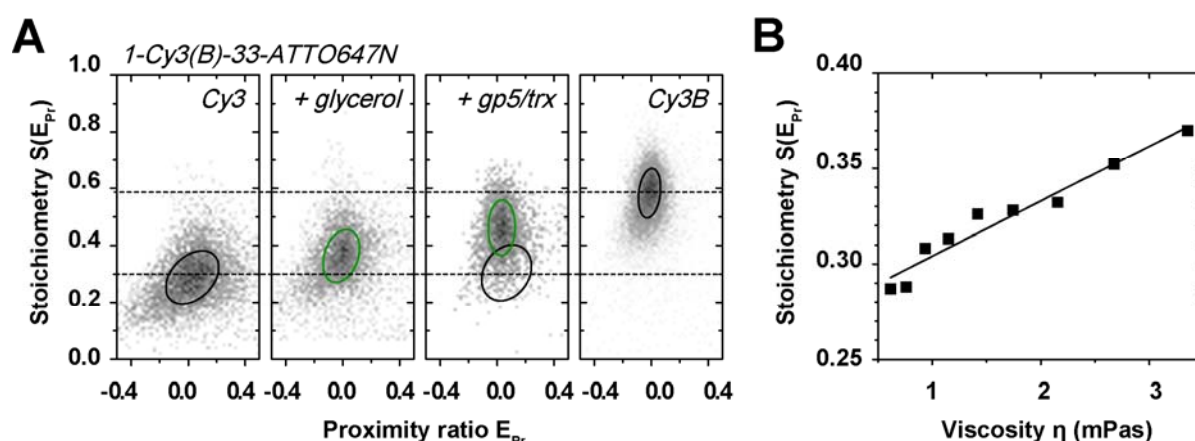 A
1-Cy3(B)-33-ATTO647N
Cy3
+ glycerol
+ gp5/trx
Cy3B
Stoichiometry S(E_Pr)
1.0
0.8
0.6
0.4
0.2
0.0
-0.4 0.0 0.4
-0.4 0.0 0.4
-0.4 0.0 0.4
-0.4 0.0 0.4
Proximity ratio E_Pr
B
Stoichiometry S(E_Pr)
0.40
0.35
0.30
0.25
1 2 3
Viscosity η (mPas)